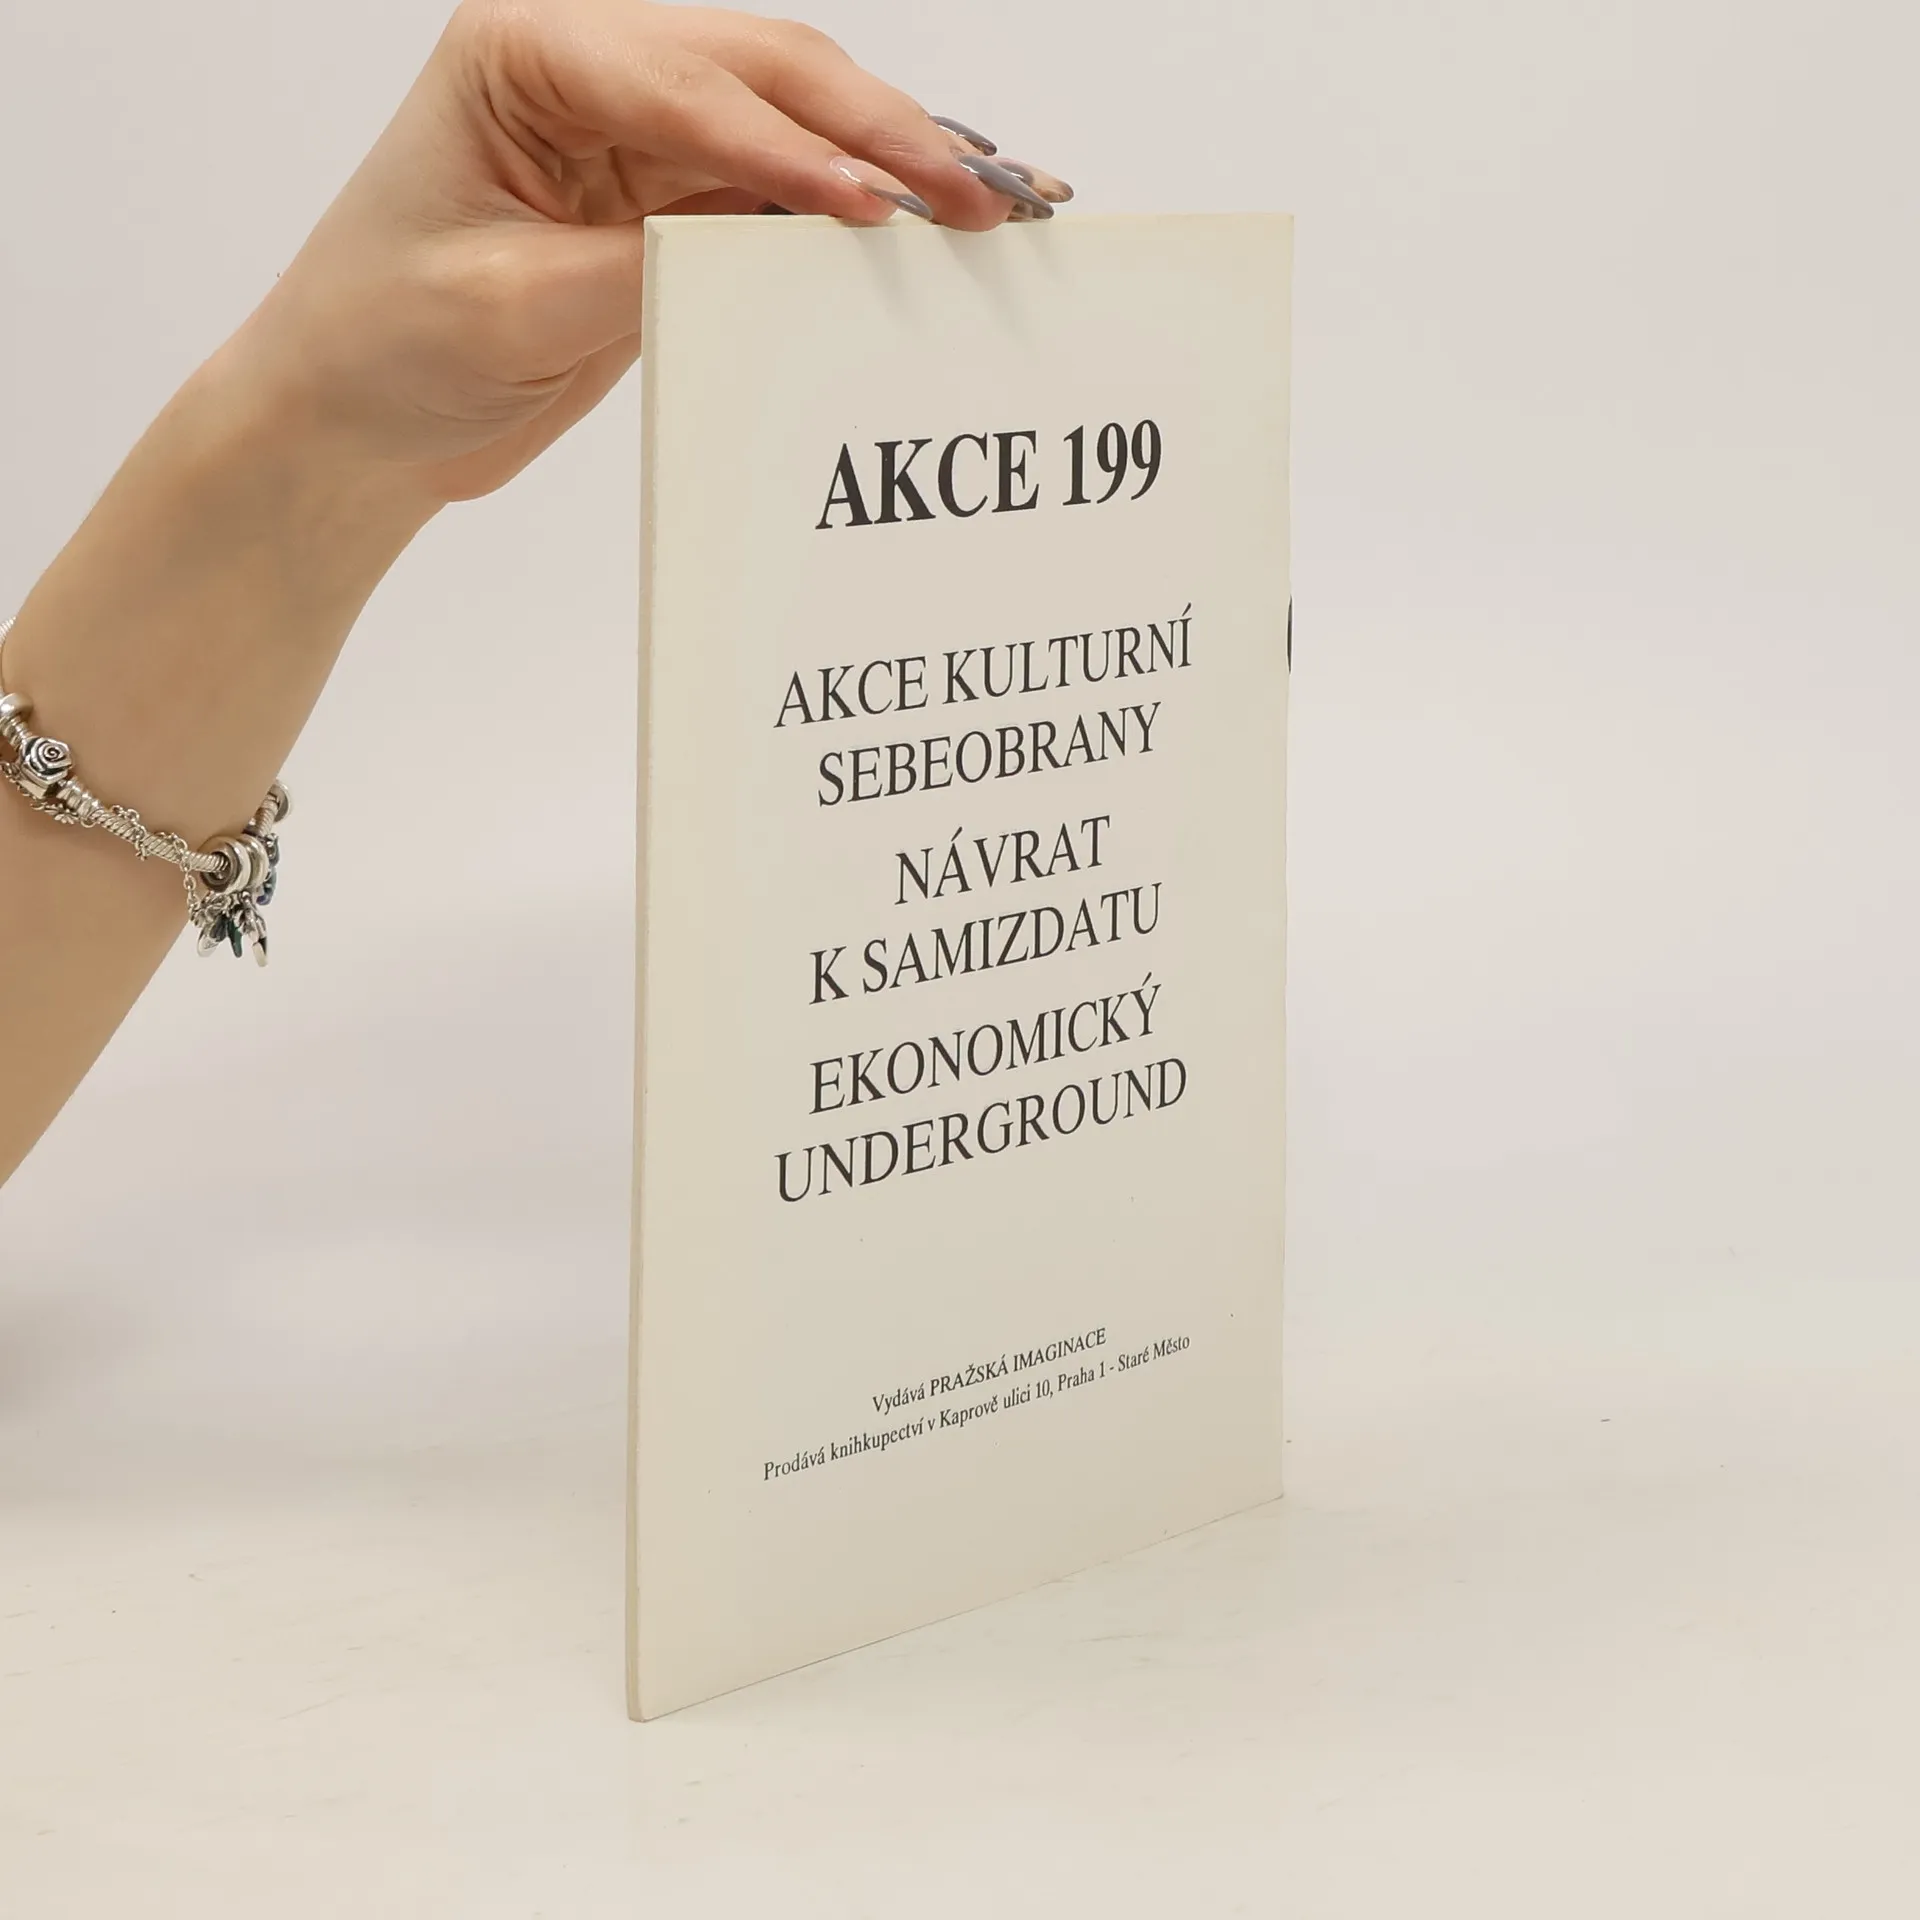 AKCE 199
AKCE KULTURNÍ
SEBEOBRANY
NÁVRAT
K SAMIZDATU
EKONOMICKÝ
UNDERGROUND
Vydává PRAŽSKÁ IMAGINACE
Prodává knihkupectví v Kaprově ulici 10, Praha 1 - Staré Město